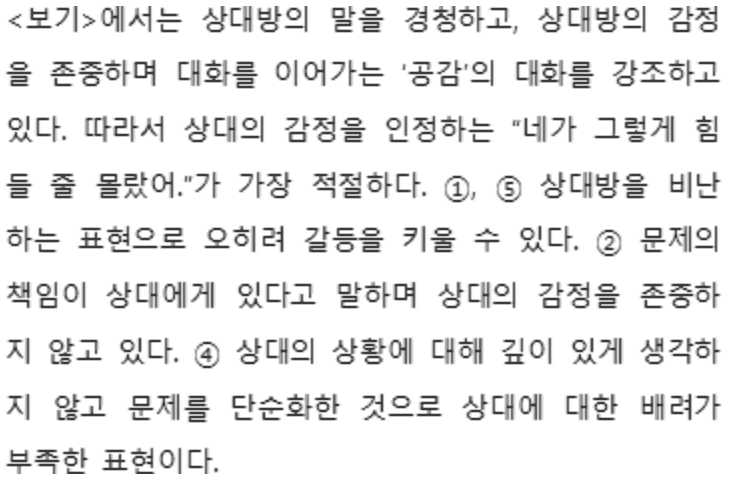 <보기>에서는 상대방의 말을 경청하고, 상대방의 감정
을 존중하며 대화를 이어가는 '공감'의 대화를 강조하고
있다. 따라서 상대의 감정을 인정하는 "네가 그렇게 힘
들 줄 몰랐어."가 가장 적절하다. ①, ⑤ 상대방을 비난
하는 표현으로 오히려 갈등을 키울 수 있다. ② 문제의
책임이 상대에게 있다고 말하며 상대의 감정을 존중하
지 않고 있다. ④ 상대의 상황에 대해 깊이 있게 생각하
지 않고 문제를 단순화한 것으로 상대에 대한 배려가
부족한 표현이다.